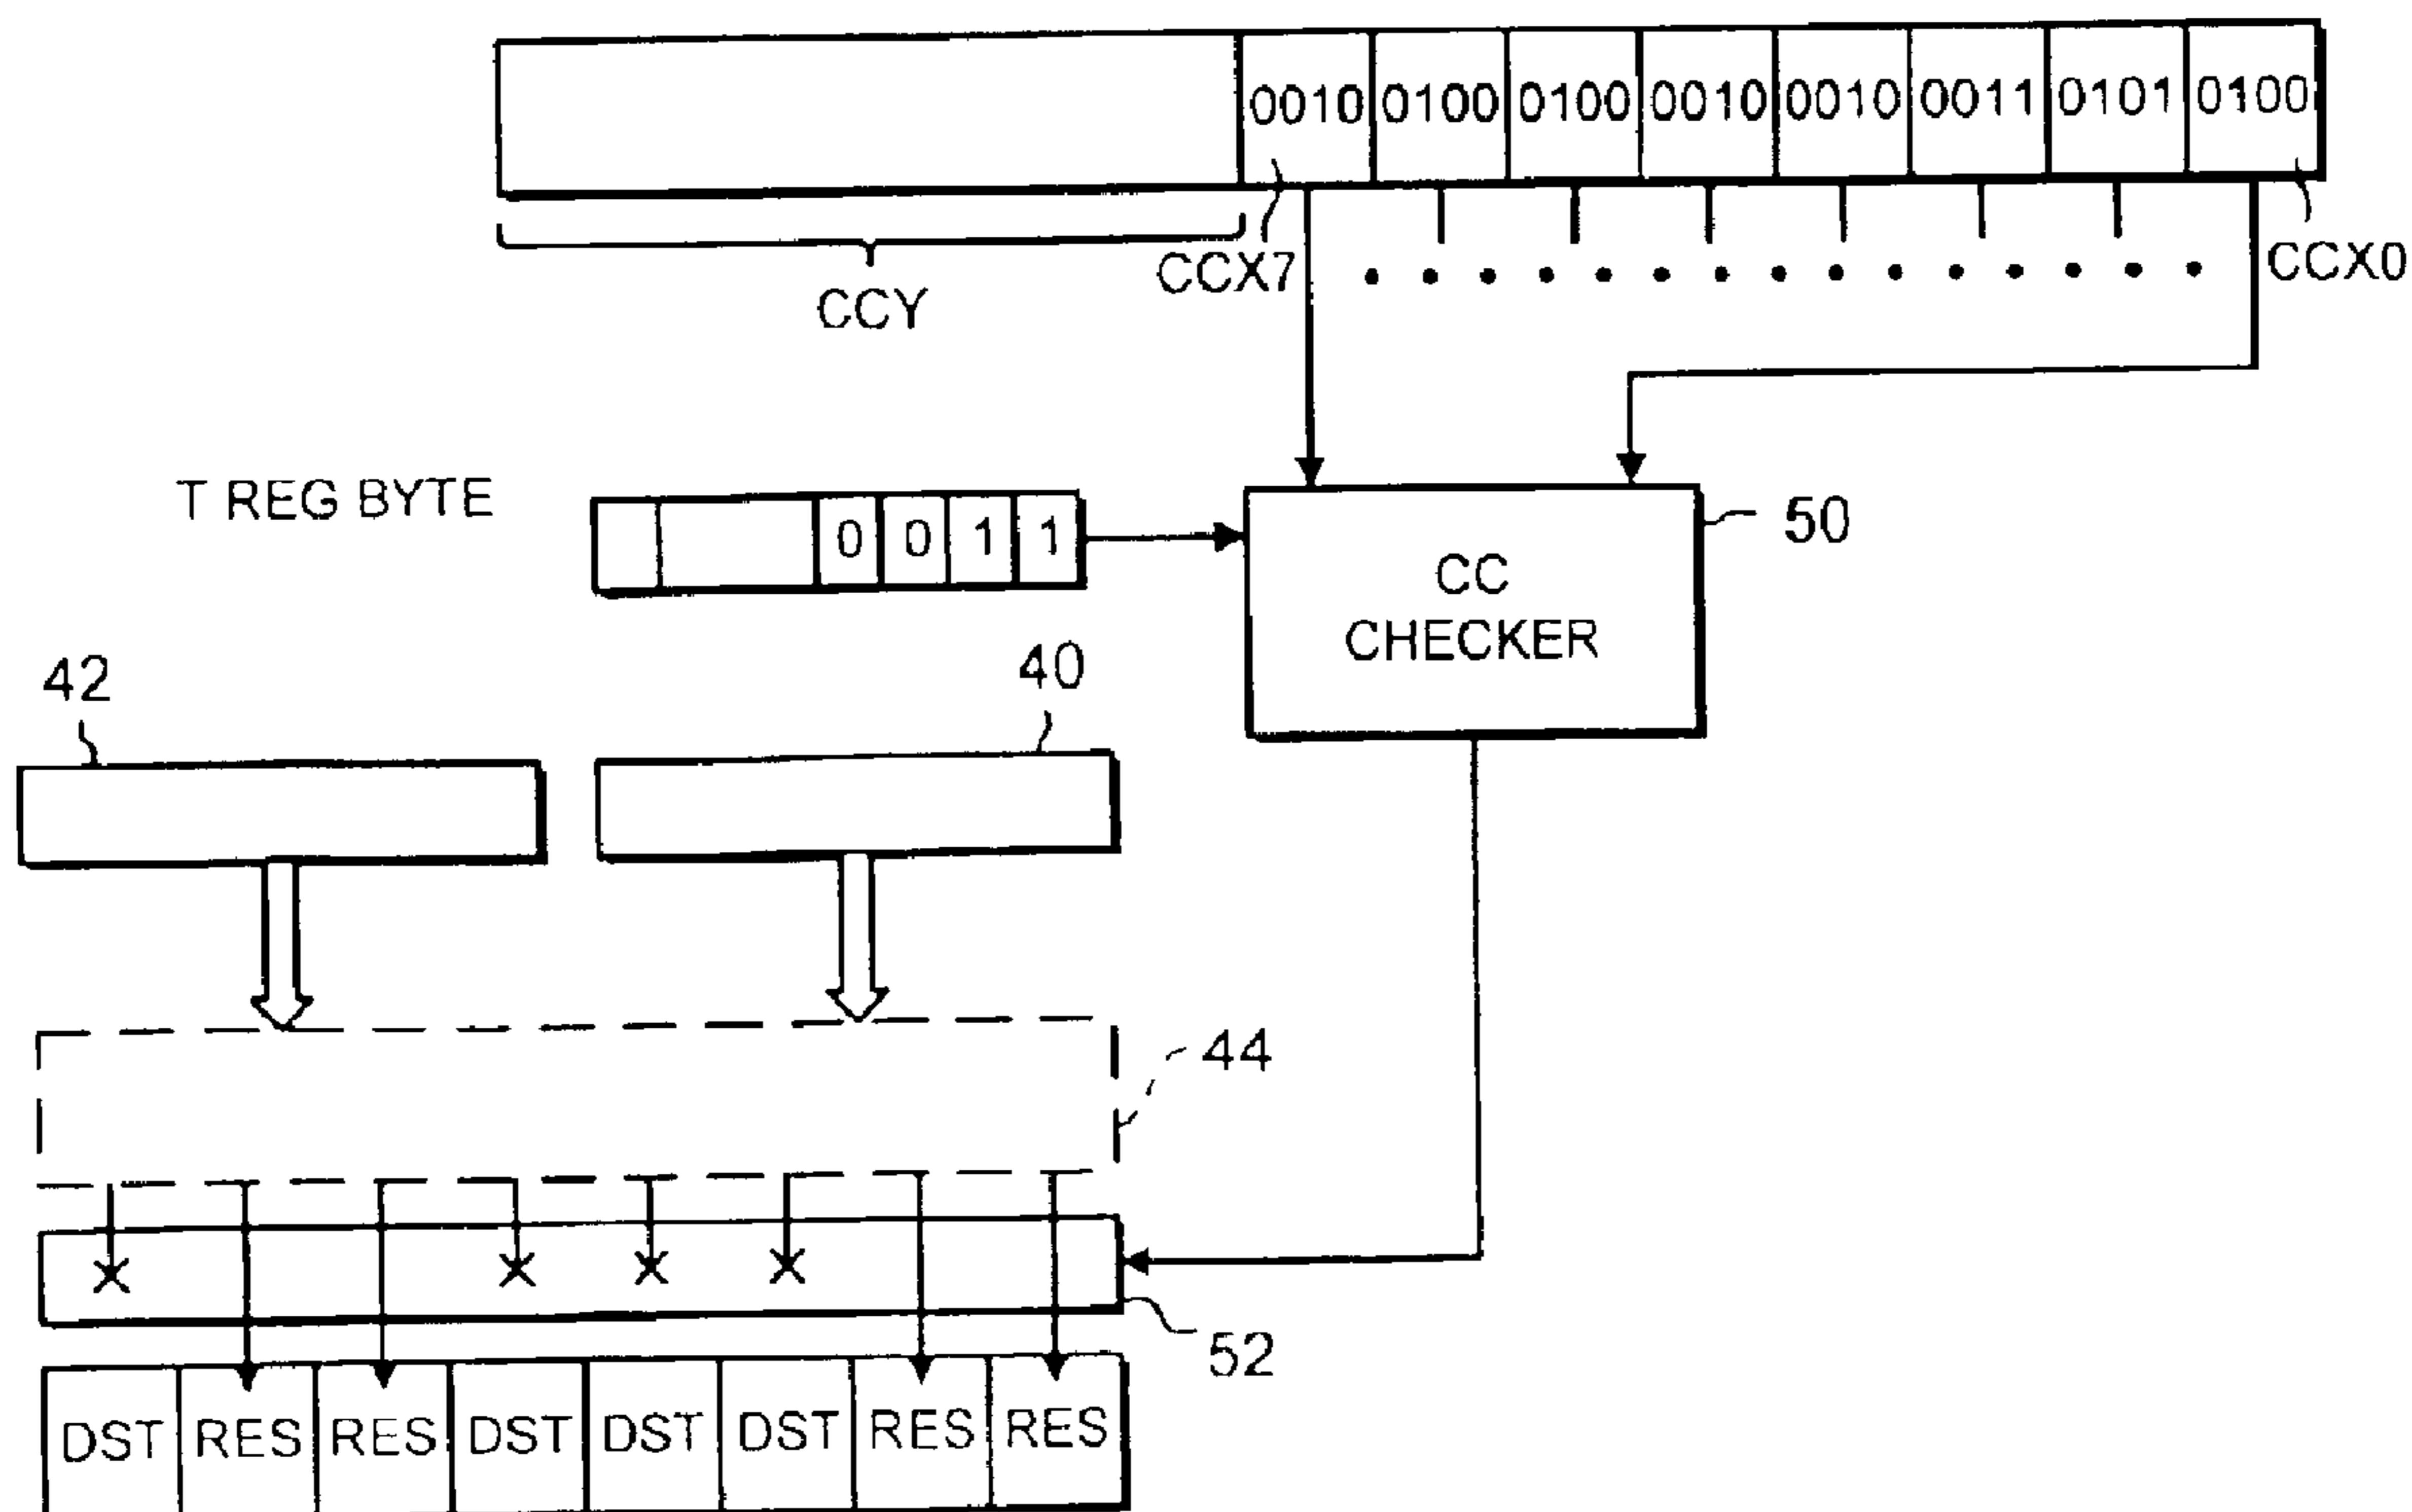 0010 0100 0100 0010 0010 0011 0101 0100
CCY
CCX7
CCX0
T REG BYTE
0 0 1 1
CC
CHECKER
50
42
40
44
52
DST RES RES DST DST DST RES RES